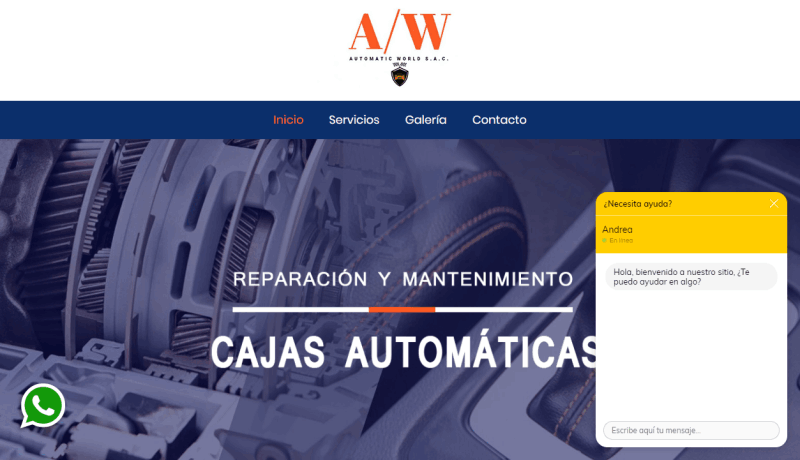 A/W
AUTOMATIC WORLD S.A.C.
Inicio Servicios Galería Contacto
REPARACIÓN Y MANTENIMIENTO
CAJAS AUTOMÁTICAS
¿Necesita ayuda?
Andrea
En línea
Hola, bienvenido a nuestro sitio, ¿Te
puedo ayudar en algo?
Escribe aquí tu mensaje...